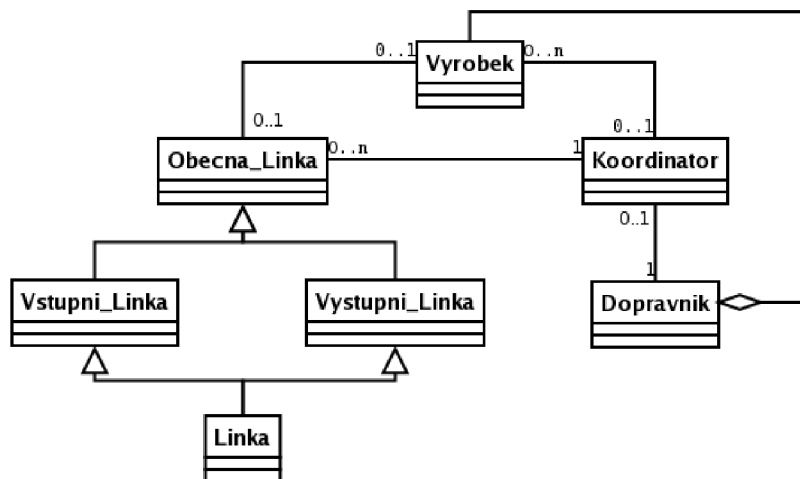 Vyrobek
0..1
0..n
0..1
0..1
Obecna_Linka
0..n
1
Koordinator
0..1
1
Vstupni_Linka
Vystupni_Linka
Dopravnik
Linka